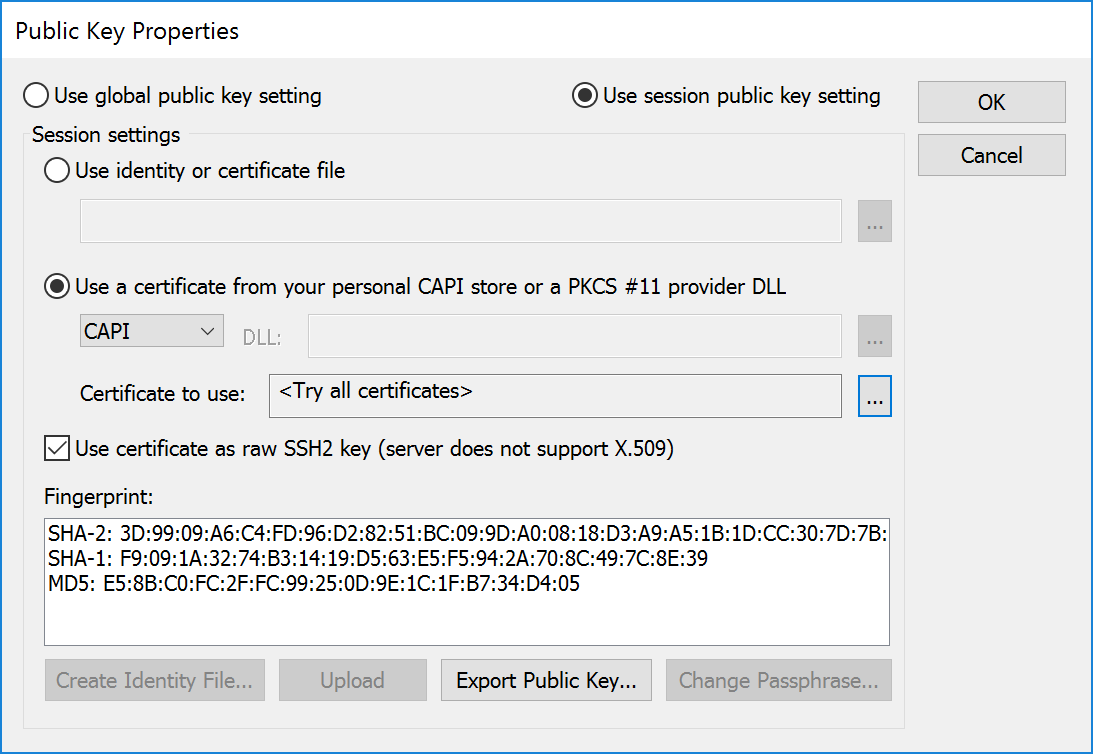 Public Key Properties
Use global public key setting
Use session public key setting
OK
Session settings
Cancel
Use identity or certificate file
...
Use a certificate from your personal CAPI store or a PKCS #11 provider DLL
CAPI
DLL:
...
Certificate to use:
<Try all certificates>
...
Use certificate as raw SSH2 key (server does not support X.509)
Fingerprint:
SHA-2: 3D:99:09:A6:C4:FD:96:D2:82:51:BC:09:9D:A0:08:18:D3:A9:A5:1B:1D:CC:30:7D:7B:
SHA-1: F9:09:1A:32:74:B3:14:19:D5:63:E5:F5:94:2A:70:8C:49:7C:8E:39
MD5: E5:8B:C0:FC:2F:FC:99:25:0D:9E:1C:1F:B7:34:D4:05
Create Identity File...
Upload
Export Public Key...
Change Passphrase...